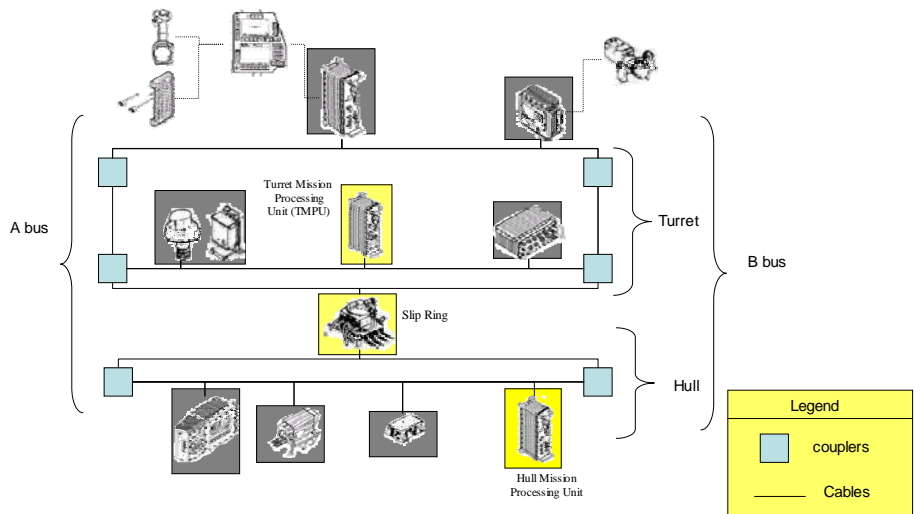 Turret Mission
Processing
Unit (TMPU)
A bus
Turret
B bus
Slip Ring
Hull
Hull Mission
Processing Unit
Legend
couplers
Cables